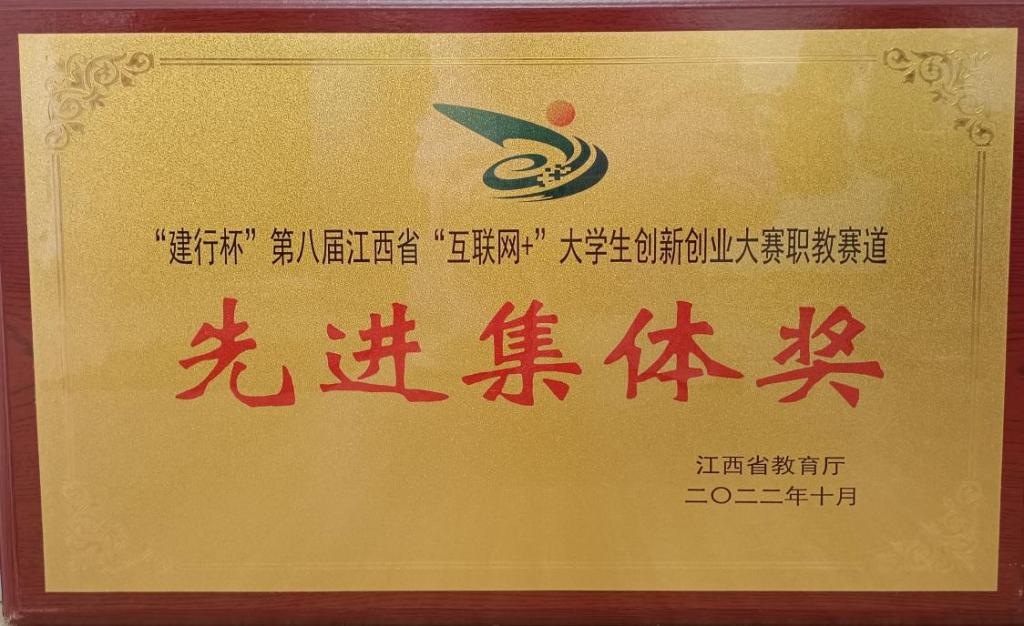 “建行杯”第八届江西省“互联网+”大学生创新创业大赛职教赛道
先进集体奖
江西省教育厅
二〇二二年十月